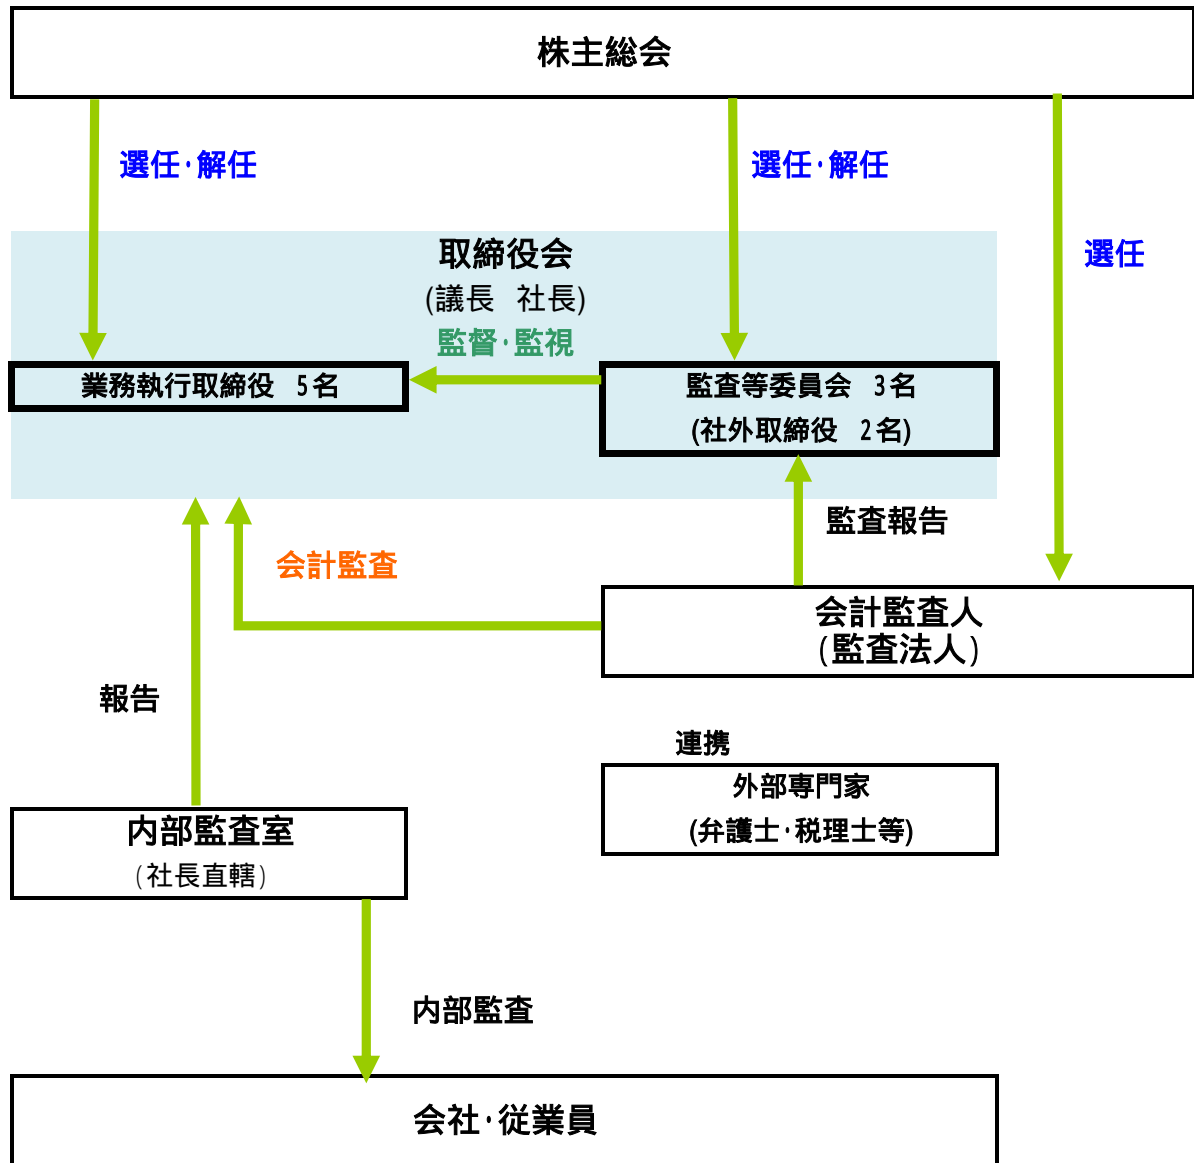 株主総会
選任・解任
選任・解任
選任
取締役会
(議長 社長)
監督・監視
業務執行取締役 5名
監査等委員会 3名
(社外取締役 2名)
監査報告
会計監査
会計監査人
(監査法人)
報告
連携
外部専門家
(弁護士・税理士等)
内部監査室
(社長直轄)
内部監査
会社・従業員